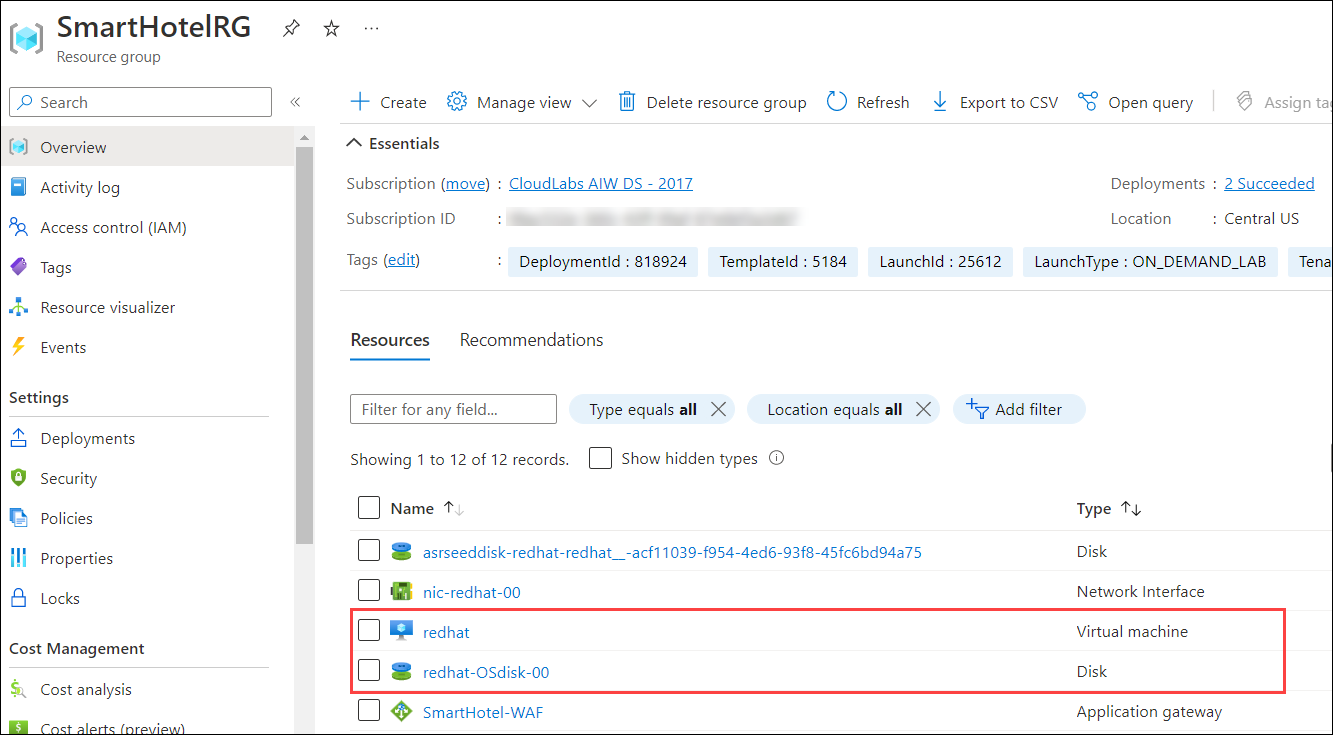 SmartHotelRG
...
Resource group
Search
«
Create
Manage view
Delete resource group
Refresh
Export to CSV
Open query
Assign ta
Overview
Activity log
Access control (IAM)
Tags
Resource visualizer
Events
Settings
Deployments
Security
Policies
Properties
Locks
Cost Management
Cost analysis
Cost alerts (preview)
Essentials
Subscription (move) : CloudLabs AIW DS - 2017
Deployments : 2 Succeeded
Subscription ID :
Location : Central US
Tags (edit) : DeploymentId : 818924 TemplateId : 5184 LaunchId : 25612 LaunchType : ON_DEMAND_LAB Tena
Resources Recommendations
Filter for any field... Type equals all Location equals all Add filter
Showing 1 to 12 of 12 records. Show hidden types
Name Type
asrseeddisk-redhat-redhat__-acf11039-f954-4ed6-93f8-45fc6bd94a75 Disk
nic-redhat-00 Network Interface
redhat Virtual machine
redhat-OSdisk-00 Disk
SmartHotel-WAF Application gateway